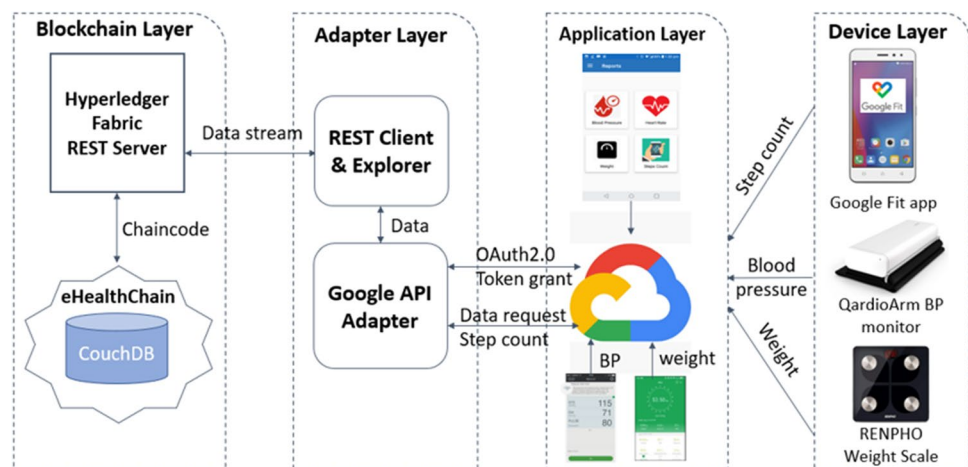 Blockchain Layer
Hyperledger
Fabric
REST Server
Chaincode
eHealthChain
CouchDB
Data stream
Adapter Layer
REST Client
& Explorer
Data
Google API
Adapter
OAuth2.0
Token grant
Data request
Step count
Application Layer
Reports
Blood Pressure
Heart Rate
Weight
Steps Count
BP
weight
115
71
80
Step count
Blood
pressure
Weight
Device Layer
Google Fit
Google Fit app
QardioArm BP
monitor
RENPHO
RENPHO
Weight Scale